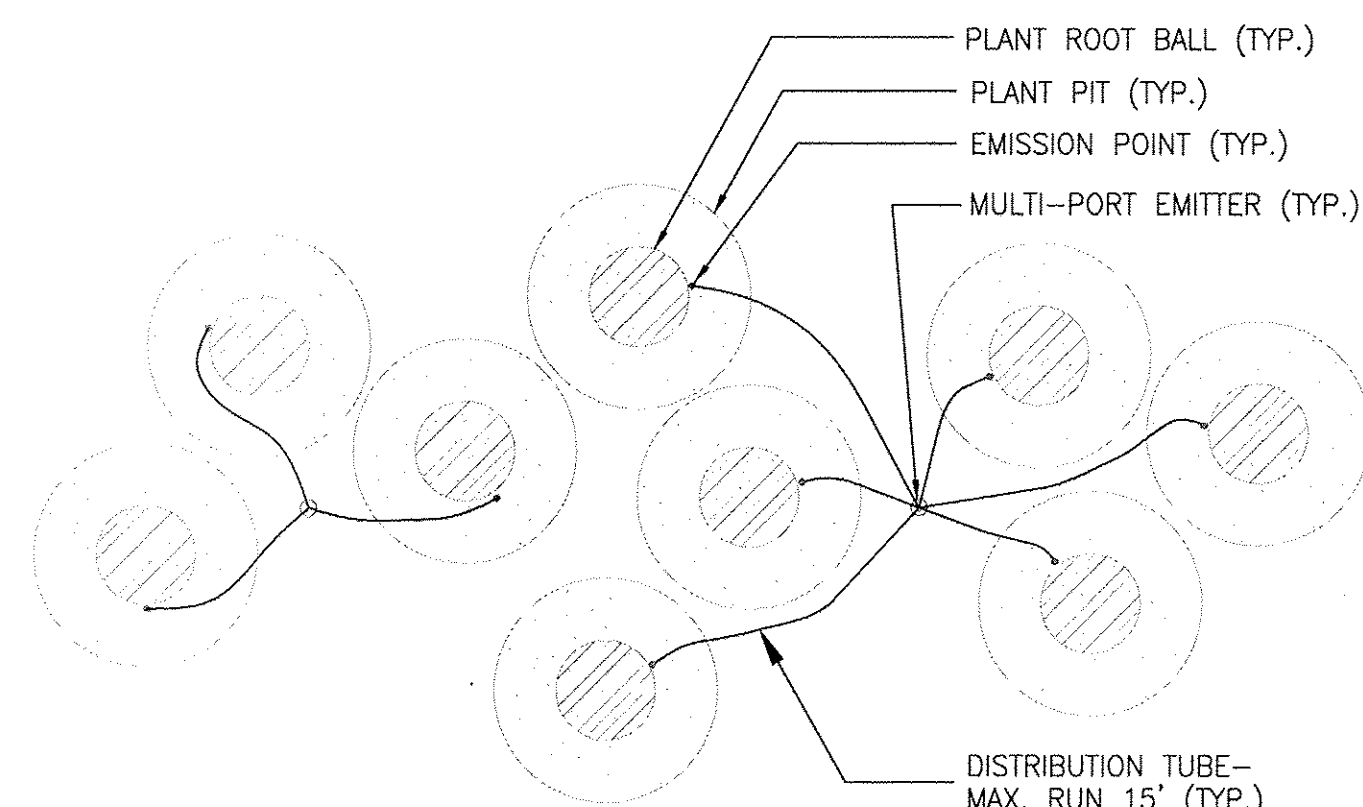 PLANT ROOT BALL (TYP.)
PLANT PIT (TYP.)
EMISSION POINT (TYP.)
MULTI-PORT EMITTER (TYP.)
DISTRIBUTION TUBE-
MAX. RUN 15' (TYP.)